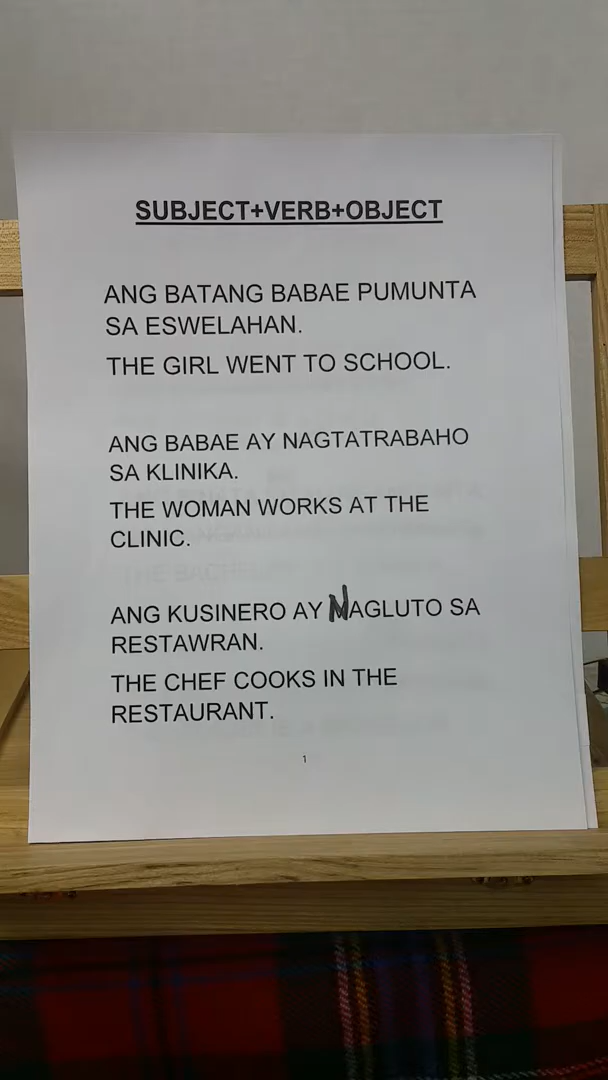 SUBJECT+VERB+OBJECT
ANG BATANG BABAE PUMUNTA
SA ESWELAHAN.
THE GIRL WENT TO SCHOOL.
ANG BABAE AY NAGTATRABAHO
SA KLINIKA.
THE WOMAN WORKS AT THE
CLINIC.
ANG KUSINERO AY NAGLUTO SA
RESTAWRAN.
THE CHEF COOKS IN THE
RESTAURANT.
1